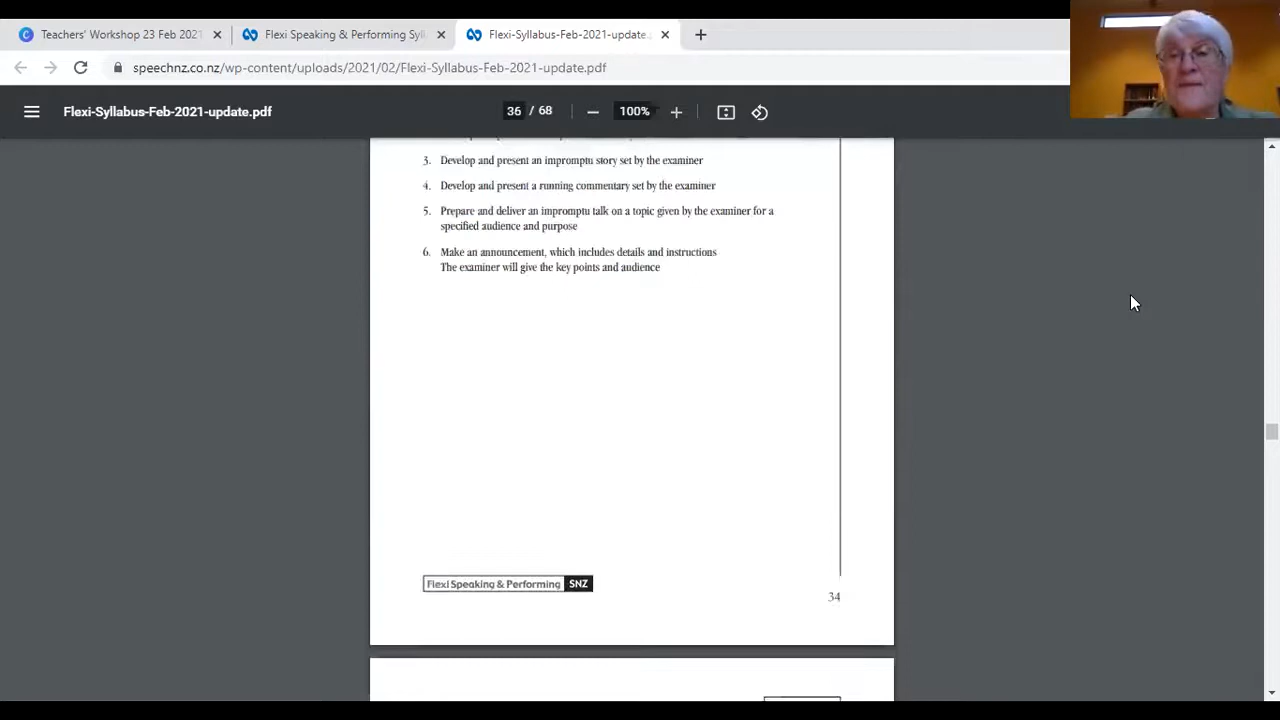 Teachers' Workshop 23 Feb 2021
Flexi Speaking & Performing Syll
Flexi-Syllabus-Feb-2021-update.
speechnz.co.nz/wp-content/uploads/2021/02/Flexi-Syllabus-Feb-2021-update.pdf
Flexi-Syllabus-Feb-2021-update.pdf
36 / 68
100%
3. Develop and present an impromptu story set by the examiner
4. Develop and present a running commentary set by the examiner
5. Prepare and deliver an impromptu talk on a topic given by the examiner for a
specified audience and purpose
6. Make an announcement, which includes details and instructions
The examiner will give the key points and audience
Flexi Speaking & Performing SNZ
34